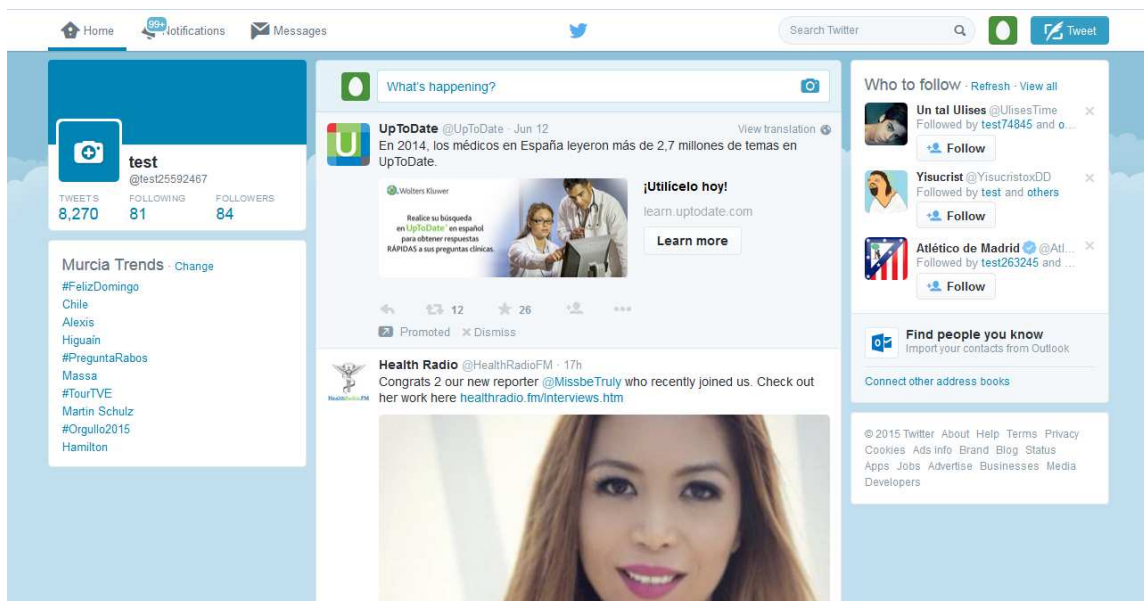 Home
99+
Notifications
Messages
Search Twitter
Tweet
test
@test25592467
TWEETS FOLLOWING FOLLOWERS
8,270 81 84
Murcia Trends · Change
#FelizDomingo
Chile
Alexis
Higuaín
#PreguntaRabos
Massa
#TourTVE
Martin Schulz
#Orgullo2015
Hamilton
What's happening?
U
UpToDate @UpToDate · Jun 12
View translation
En 2014, los médicos en España leyeron más de 2,7 millones de temas en
UpToDate.
Wolters Kluwer
Realice su búsqueda
en UpToDate® en español
para obtener respuestas
RÁPIDAS a sus preguntas clínicas.
¡Utilícelo hoy!
learn.uptodate.com
Learn more
12 26
Promoted Dismiss
HealthRadio.FM
Health Radio @HealthRadioFM · 17h
Congrats 2 our new reporter @MissbeTruly who recently joined us. Check out
her work here healthradio.fm/Interviews.htm
Who to follow · Refresh · View all
Un tal Ulises @UlisesTime
Followed by test74845 and o...
Follow
Yisucrist @YisucristoxDD
Followed by test and others
Follow
Atlético de Madrid @Atl...
Followed by test263245 and ...
Follow
Find people you know
Import your contacts from Outlook
Connect other address books
© 2015 Twitter About Help Terms Privacy
Cookies Ads info Brand Blog Status
Apps Jobs Advertise Businesses Media
Developers